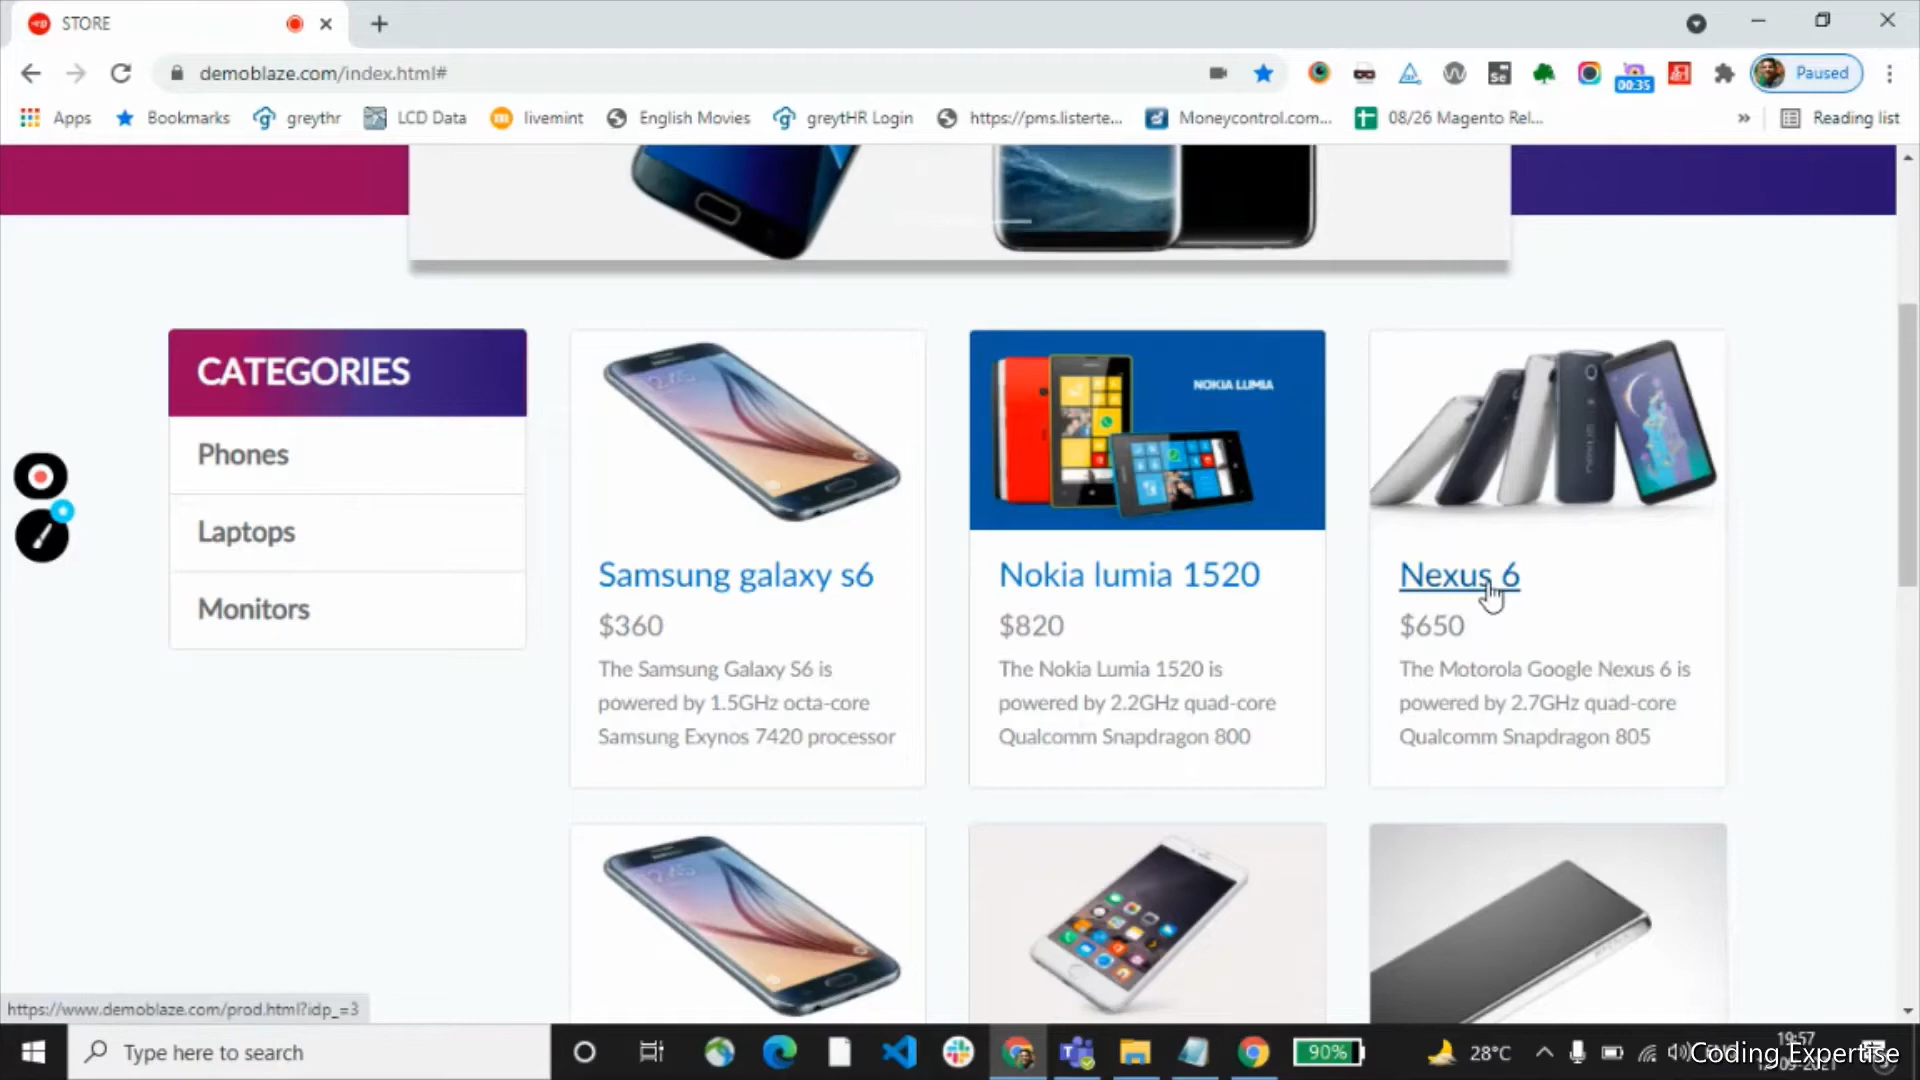 STORE
demoblaze.com/index.html#
Se
00:35
Paused
Apps
Bookmarks
greythr
LCD Data
livemint
English Movies
greytHR Login
https://pms.listerte...
Moneycontrol.com...
08/26 Magento Rel...
»
Reading list
CATEGORIES
Phones
Laptops
Monitors
NOKIA LUMIA
Samsung galaxy s6
$360
The Samsung Galaxy S6 is
powered by 1.5GHz octa-core
Samsung Exynos 7420 processor
Nokia lumia 1520
$820
The Nokia Lumia 1520 is
powered by 2.2GHz quad-core
Qualcomm Snapdragon 800
Nexus 6
$650
The Motorola Google Nexus 6 is
powered by 2.7GHz quad-core
Qualcomm Snapdragon 805
https://www.demoblaze.com/prod.html?idp_=3
Type here to search
90%
28°C
19:57
Coding Expertise